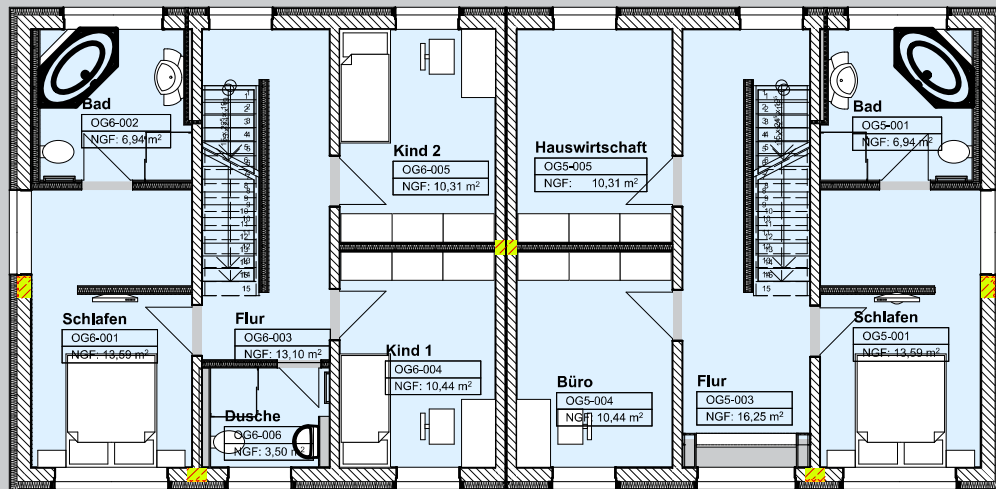 Bad
OG6-002
NGF: 6,94 m²
Kind 2
OG6-005
NGF: 10,31 m²
Hauswirtschaft
OG5-005
NGF: 10,31 m²
Bad
OG5-001
NGF: 6,94 m²
Schlafen
OG6-001
NGF: 13,59 m²
Flur
OG6-003
NGF: 13,10 m²
Kind 1
OG6-004
NGF: 10,44 m²
Dusche
OG6-006
NGF: 3,50 m²
Büro
OG5-004
NGF: 10,44 m²
Flur
OG5-003
NGF: 16,25 m²
Schlafen
OG5-001
NGF: 13,59 m²
15
15